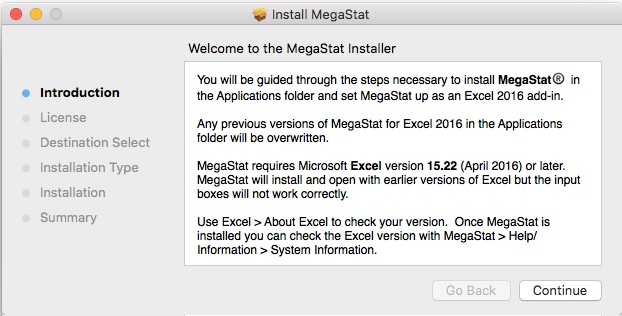 Install MegaStat
Welcome to the MegaStat Installer
Introduction
License
Destination Select
Installation Type
Installation
Summary
You will be guided through the steps necessary to install MegaStat® in
the Applications folder and set MegaStat up as an Excel 2016 add-in.
Any previous versions of MegaStat for Excel 2016 in the Applications
folder will be overwritten.
MegaStat requires Microsoft Excel version 15.22 (April 2016) or later.
MegaStat will install and open with earlier versions of Excel but the input
boxes will not work correctly.
Use Excel > About Excel to check your version.  Once MegaStat is
installed you can check the Excel version with MegaStat > Help/
Information > System Information.
Go Back
Continue